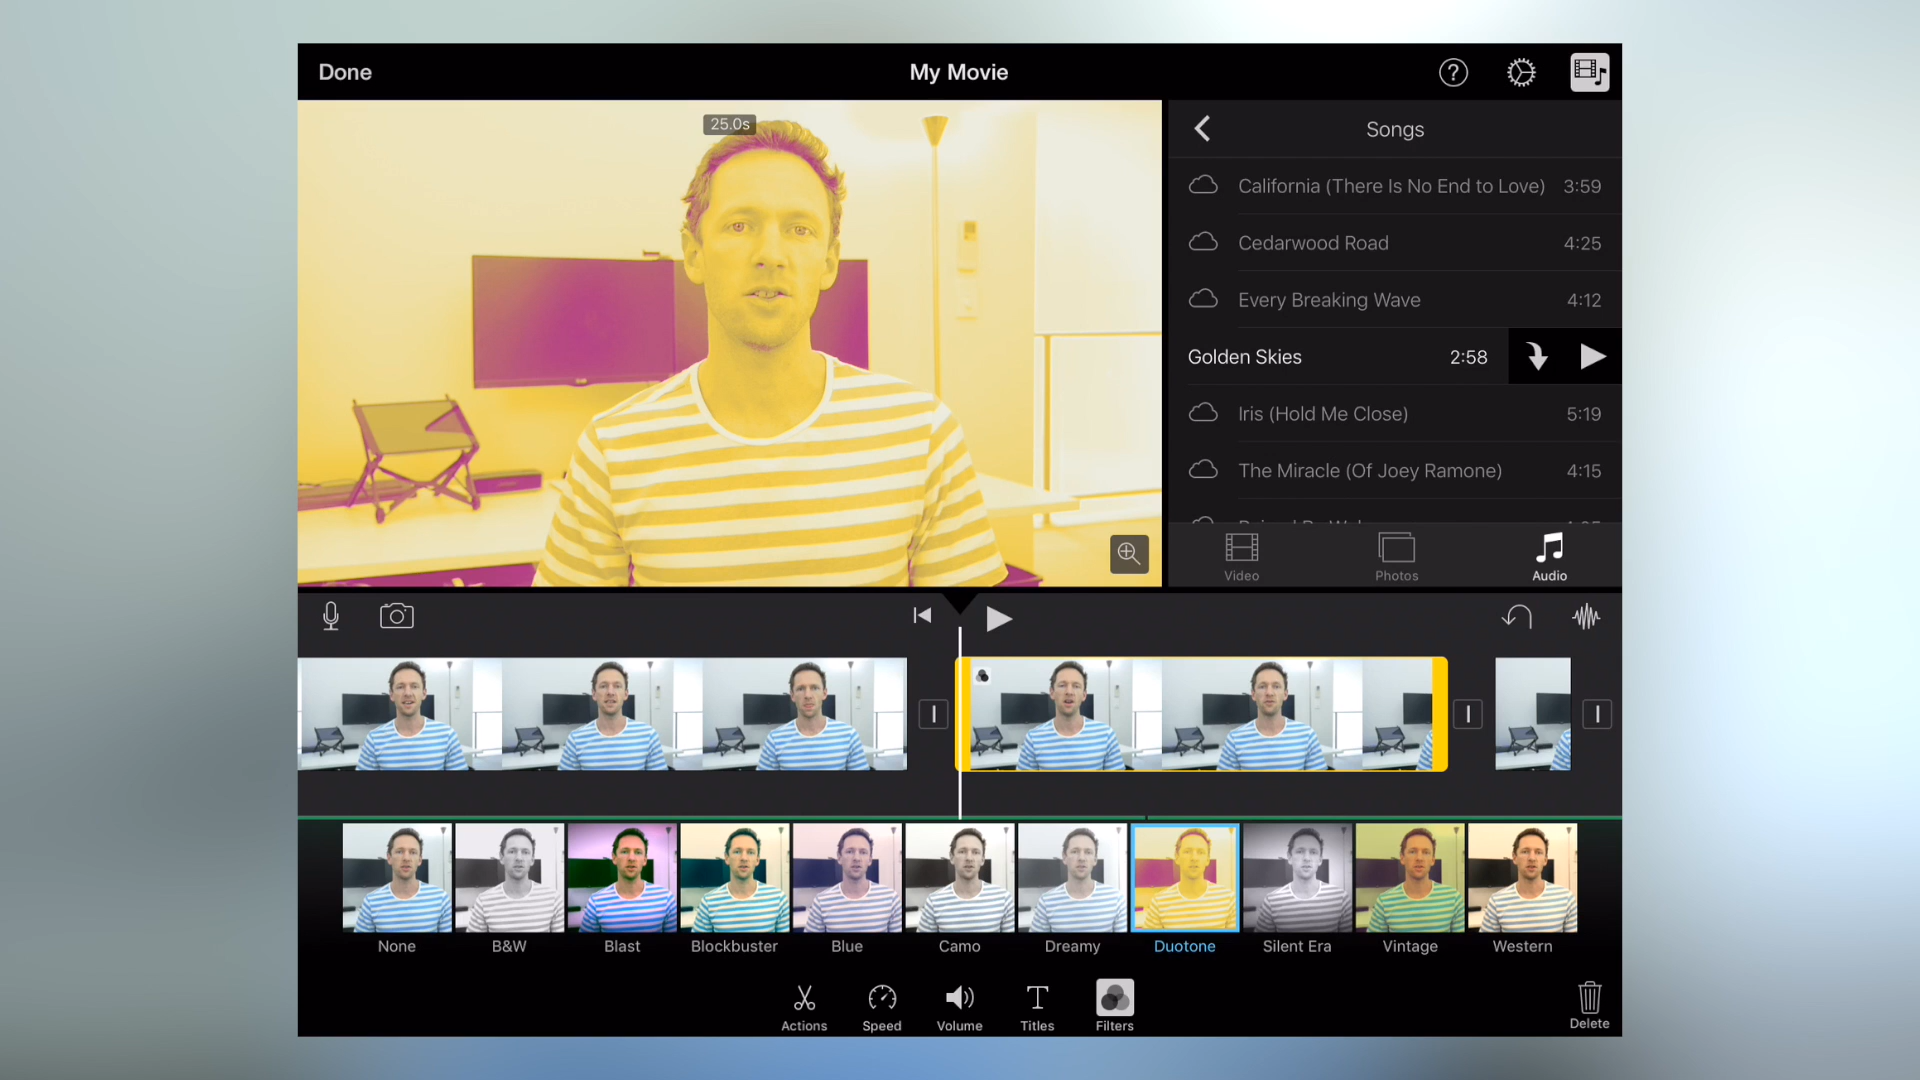 Done
My Movie
?
25.0s
Songs
California (There Is No End to Love) 3:59
Cedarwood Road 4:25
Every Breaking Wave 4:12
Golden Skies 2:58
Iris (Hold Me Close) 5:19
The Miracle (Of Joey Ramone) 4:15
Video
Photos
Audio
None
B&W
Blast
Blockbuster
Blue
Camo
Dreamy
Duotone
Silent Era
Vintage
Western
Actions
Speed
Volume
T
Titles
Filters
Delete